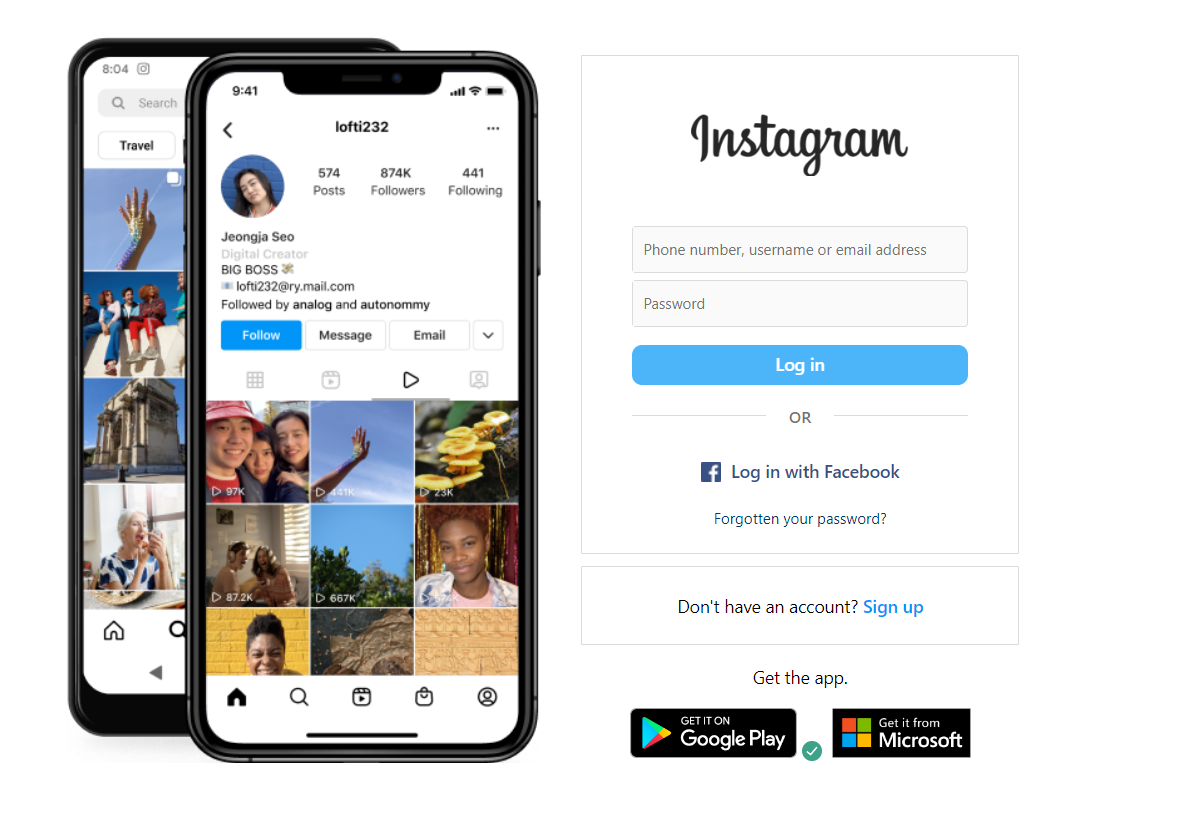 8:04
Search
Travel
9:41
lofti232
574 874K 441
Posts Followers Following
Jeongja Seo
Digital Creator
BIG BOSS
lofti232@ry.mail.com
Followed by analog and autonommy
Follow Message Email
97K 441K 23K
87.2K 667K
Instagram
Phone number, username or email address
Password
Log in
OR
Log in with Facebook
Forgotten your password?
Don't have an account? Sign up
Get the app.
GET IT ON
Google Play
Get it from
Microsoft